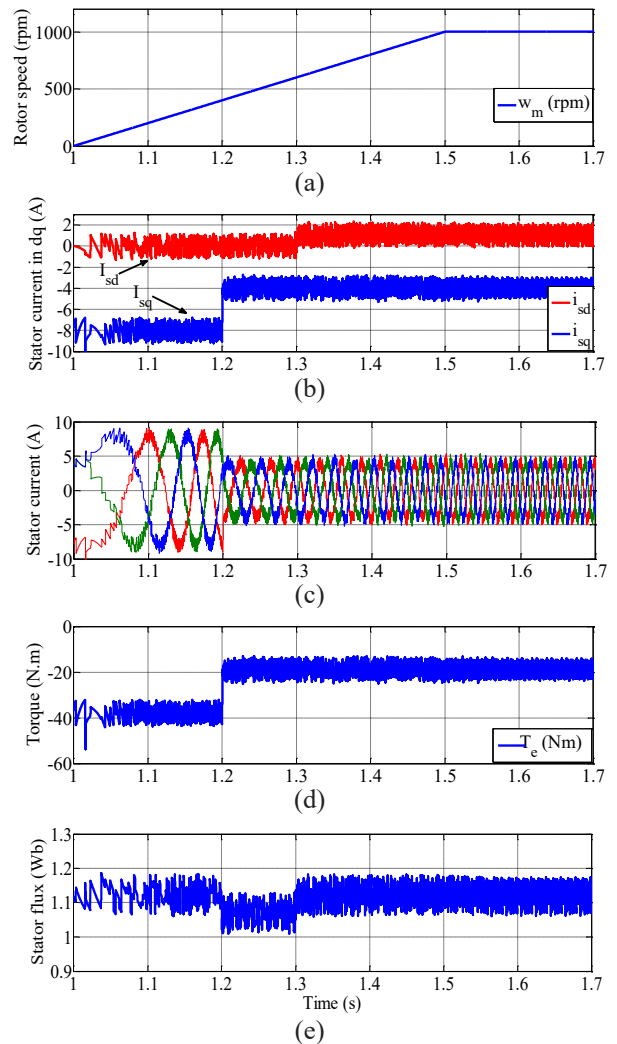 Rotor speed (rpm)
1000
500
0
w_m (rpm)
1 1.1 1.2 1.3 1.4 1.5 1.6 1.7
(a)
Stator current in dq (A)
2
0
-2
-4
-6
-8
-10
I_sd
I_sq
i_sd
i_sq
1 1.1 1.2 1.3 1.4 1.5 1.6 1.7
(b)
Stator current (A)
10
5
0
-5
-10
1 1.1 1.2 1.3 1.4 1.5 1.6 1.7
(c)
Torque (N.m)
0
-20
-40
-60
T_e (Nm)
1 1.1 1.2 1.3 1.4 1.5 1.6 1.7
(d)
Stator flux (Wb)
1.3
1.2
1.1
1
0.9
1 1.1 1.2 1.3 1.4 1.5 1.6 1.7
Time (s)
(e)